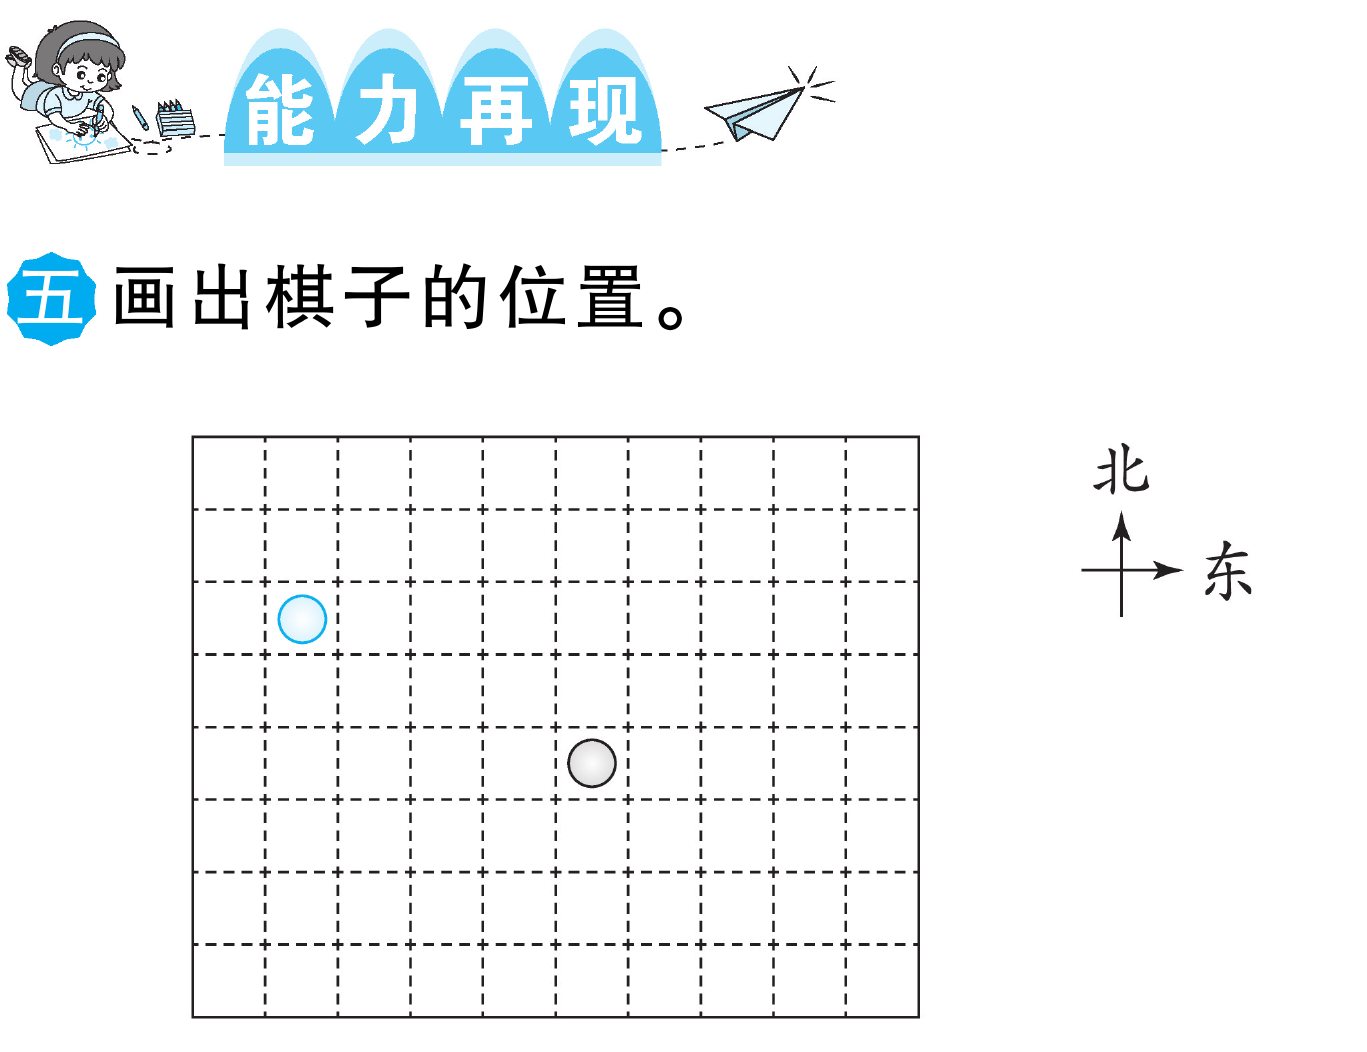 能力再现
五 画出棋子的位置。
北
东